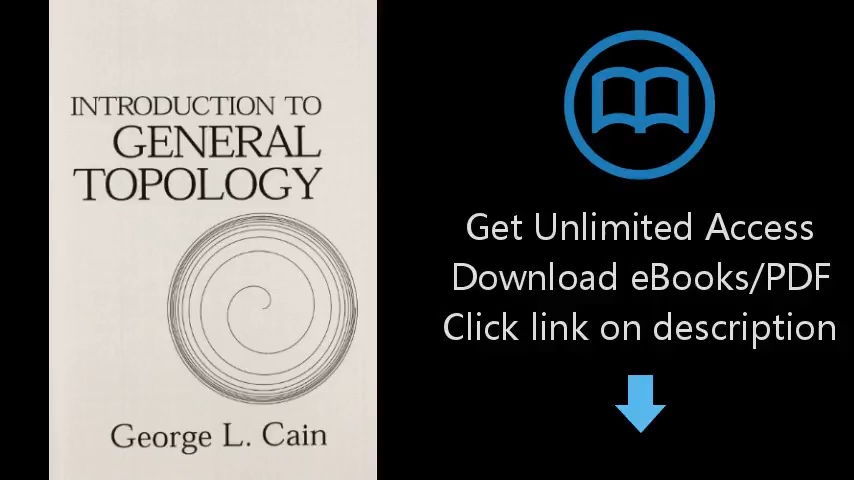 INTRODUCTION TO
GENERAL
TOPOLOGY
George L. Cain
Get Unlimited Access
Download eBooks/PDF
Click link on description